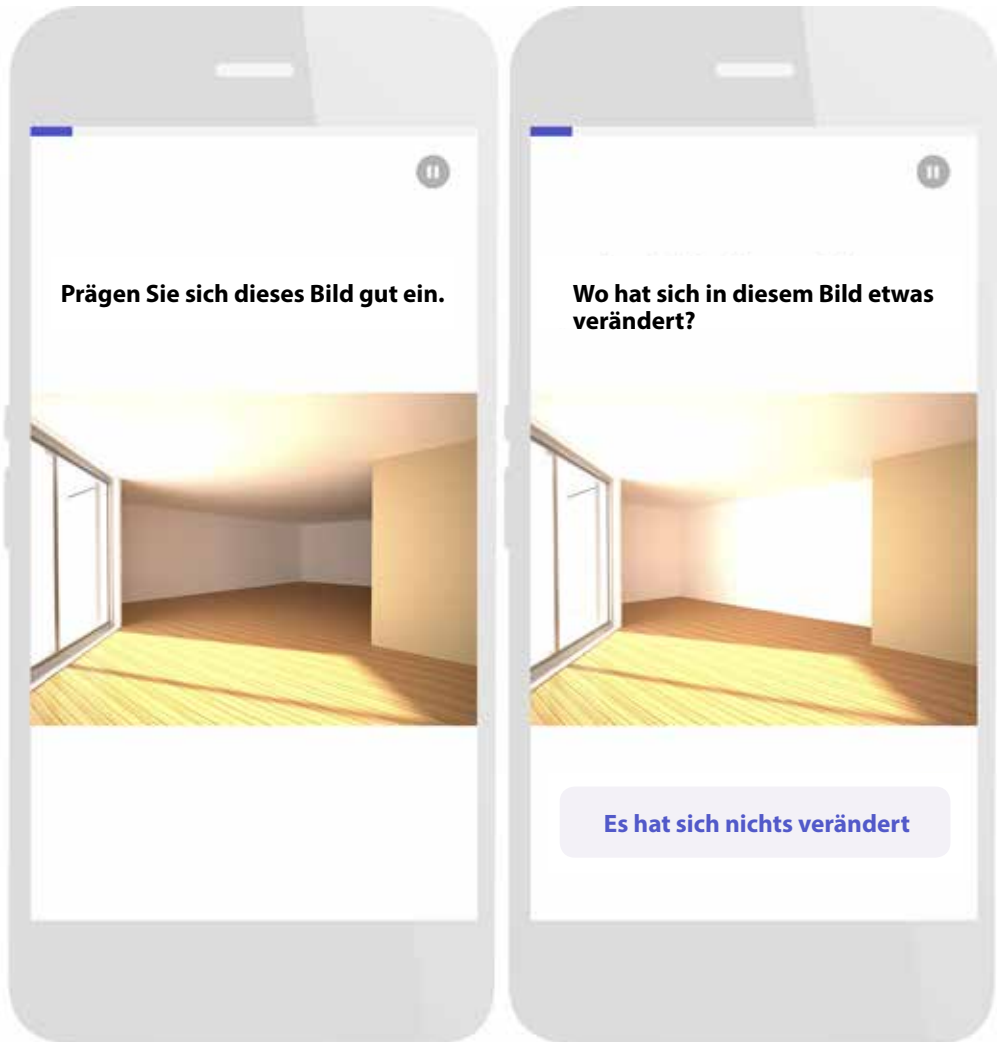 Prägen Sie sich dieses Bild gut ein.
Wo hat sich in diesem Bild etwas
verändert?
Es hat sich nichts verändert